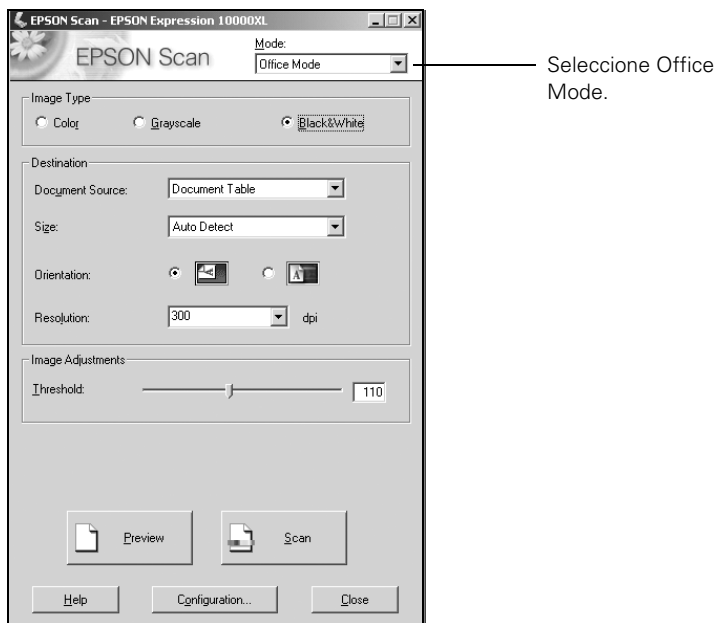 EPSON Scan - EPSON Expression 10000XL
EPSON Scan
Mode:
Office Mode
Seleccione Office
Mode.
Image Type
Color
Grayscale
Black&White
Destination
Document Source:
Document Table
Size:
Auto Detect
Orientation:
A
Resolution:
300
dpi
Image Adjustments
Threshold:
110
Preview
Scan
Help
Configuration...
Close